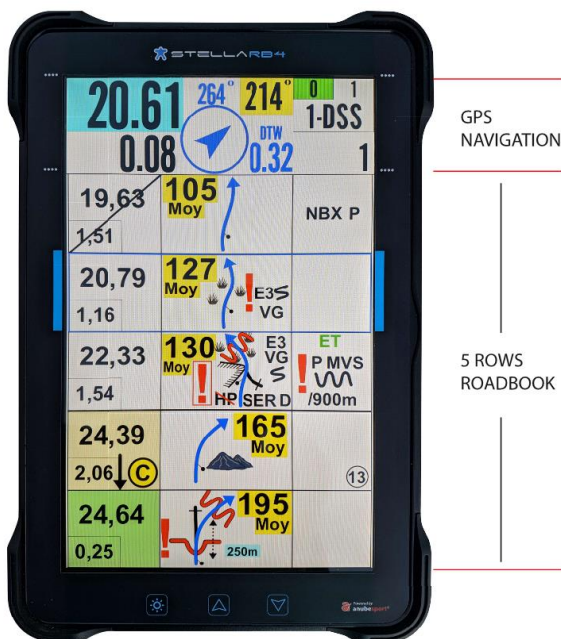 STELLARB4
20.61 264° 214° 0 1
1-DSS
0.08 DTW 0.32 1
GPS
NAVIGATION
19,63 105 Moy NBX P
1,51
20,79 127 Moy ! E3
1,16 VG
22,33 130 Moy E3 VG ET
! P MVS
1,54 ! HP SER D /900m
24,39 165 Moy
2,06 C 13
24,64 195 Moy
0,25 ! 250m
5 ROWS
ROADBOOK
anubesport